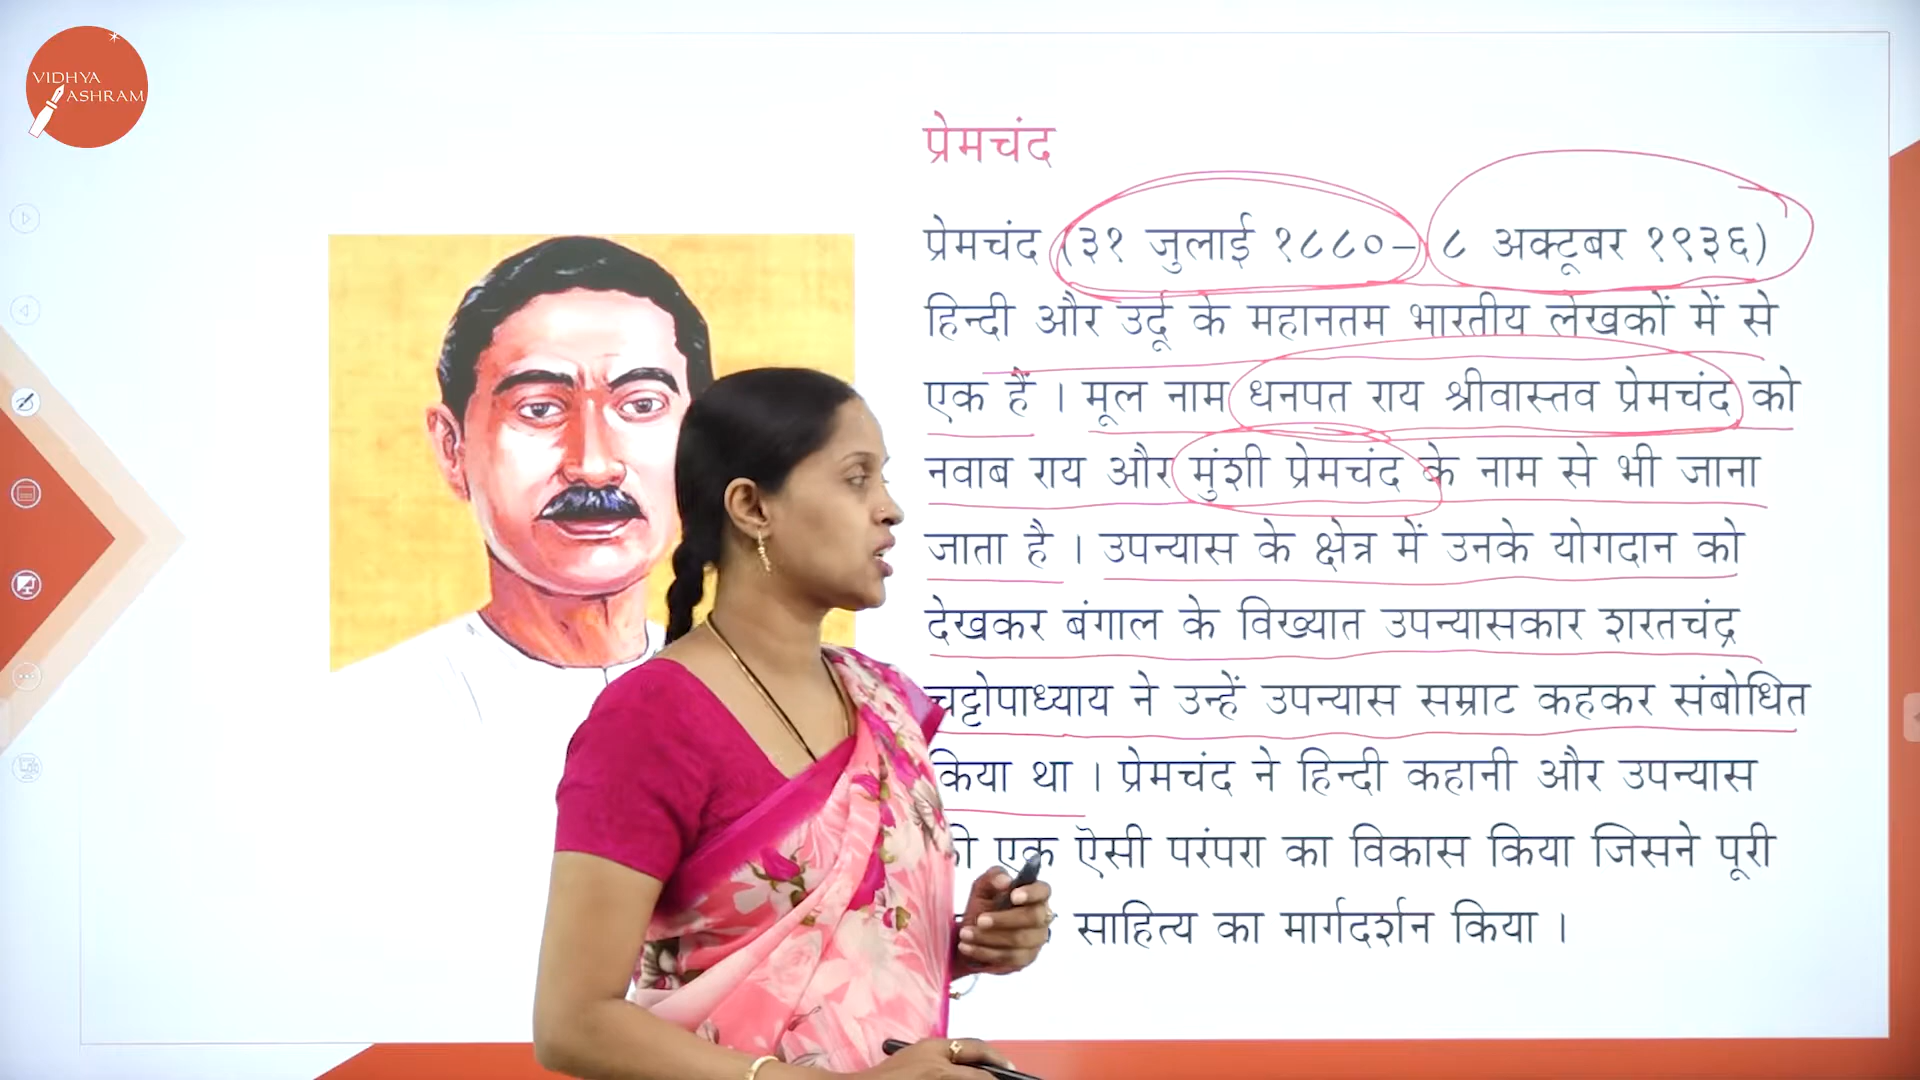 VIDHYA
ASHRAM
प्रेमचंद
प्रेमचंद (३१ जुलाई १८८०– ८ अक्टूबर १९३६)
हिन्दी और उर्दू के महानतम भारतीय लेखकों में से
एक हैं । मूल नाम धनपत राय श्रीवास्तव प्रेमचंद को
नवाब राय और मुंशी प्रेमचंद के नाम से भी जाना
जाता है । उपन्यास के क्षेत्र में उनके योगदान को
देखकर बंगाल के विख्यात उपन्यासकार शरतचंद्र
चट्टोपाध्याय ने उन्हें उपन्यास सम्राट कहकर संबोधित
किया था । प्रेमचंद ने हिन्दी कहानी और उपन्यास
एक ऎसी परंपरा का विकास किया जिसने पूरी
साहित्य का मार्गदर्शन किया ।